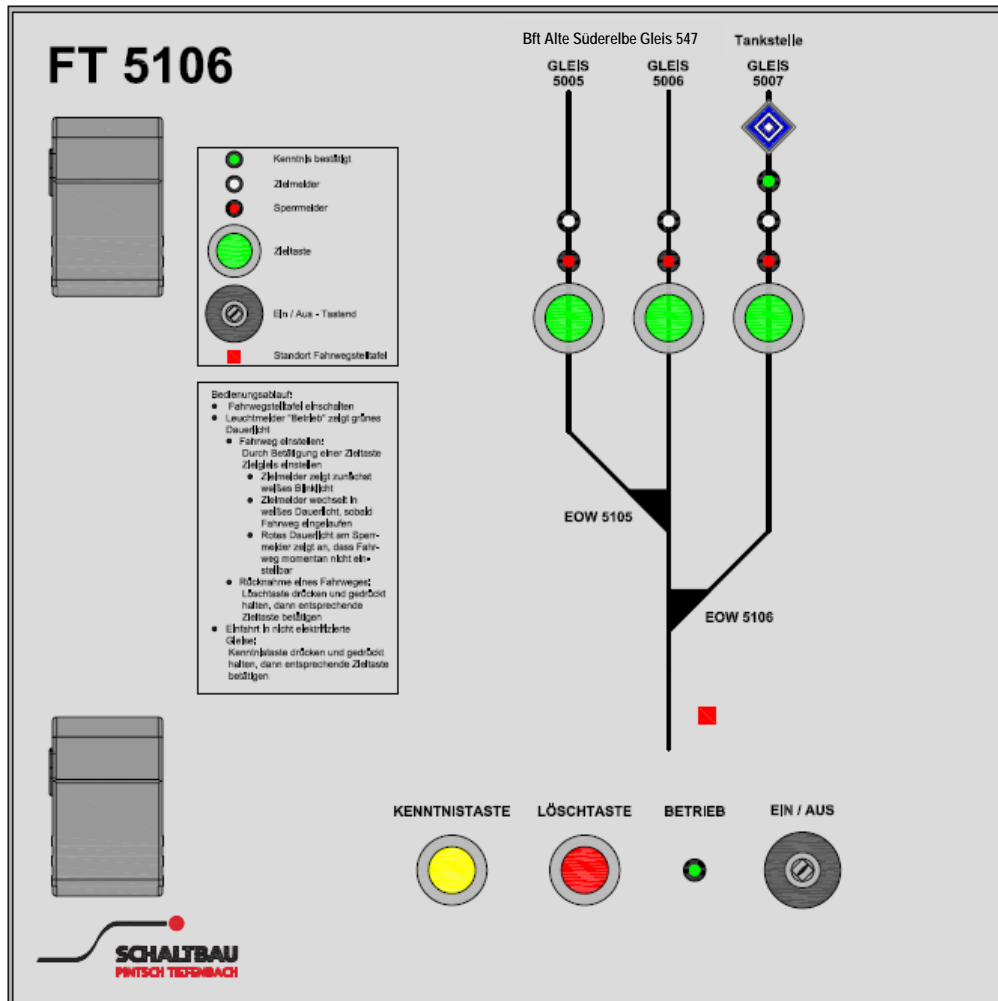 FT 5106
Bft Alte Süderelbe Gleis 547
Tankstelle
GLEIS
5005
GLEIS
5006
GLEIS
5007
Kenntnis bestätigt
Zielmelder
Sperrmelder
Zieltaste
Ein / Aus - Tastend
Standort Fahrwegstelltafel
Bedienungsablauf:
● Fahrwegstelltafel einschalten
● Leuchtmelder "Betrieb" zeigt grünes
Dauerlicht
● Fahrweg einstellen:
Durch Betätigung einer Zieltaste
Zielgleis einstellen
● Zielmelder zeigt zunächst
weißes Blinklicht
● Zielmelder wechselt in
weißes Dauerlicht, sobald
Fahrweg eingelaufen
● Rotes Dauerlicht am Sperr-
melder zeigt an, dass Fahr-
weg momentan nicht ein-
stellbar
● Rücknahme eines Fahrweges:
Löschtaste drücken und gedrückt
halten, dann entsprechende
Zieltaste betätigen
● Einfahrt in nicht elektrifizierte
Gleise:
Kenntnistaste drücken und gedrückt
halten, dann entsprechende Zieltaste
betätigen
EOW 5105
EOW 5106
KENNTNISTASTE
LÖSCHTASTE
BETRIEB
EIN / AUS
SCHALTBAU
PINTSCH TIEFENBACH